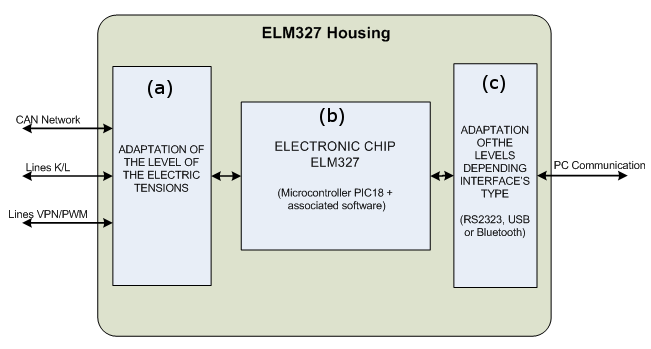 ELM327 Housing
(a)
ADAPTATION OF
THE LEVEL OF
THE ELECTRIC
TENSIONS
(b)
ELECTRONIC CHIP
ELM327
(Microcontroller PIC18 +
associated software)
(c)
ADAPTATION
OFTHE
LEVELS
DEPENDING
INTERFACE'S
TYPE
(RS2323, USB
or Bluetooth)
CAN Network
Lines K/L
Lines VPN/PWM
PC Communication